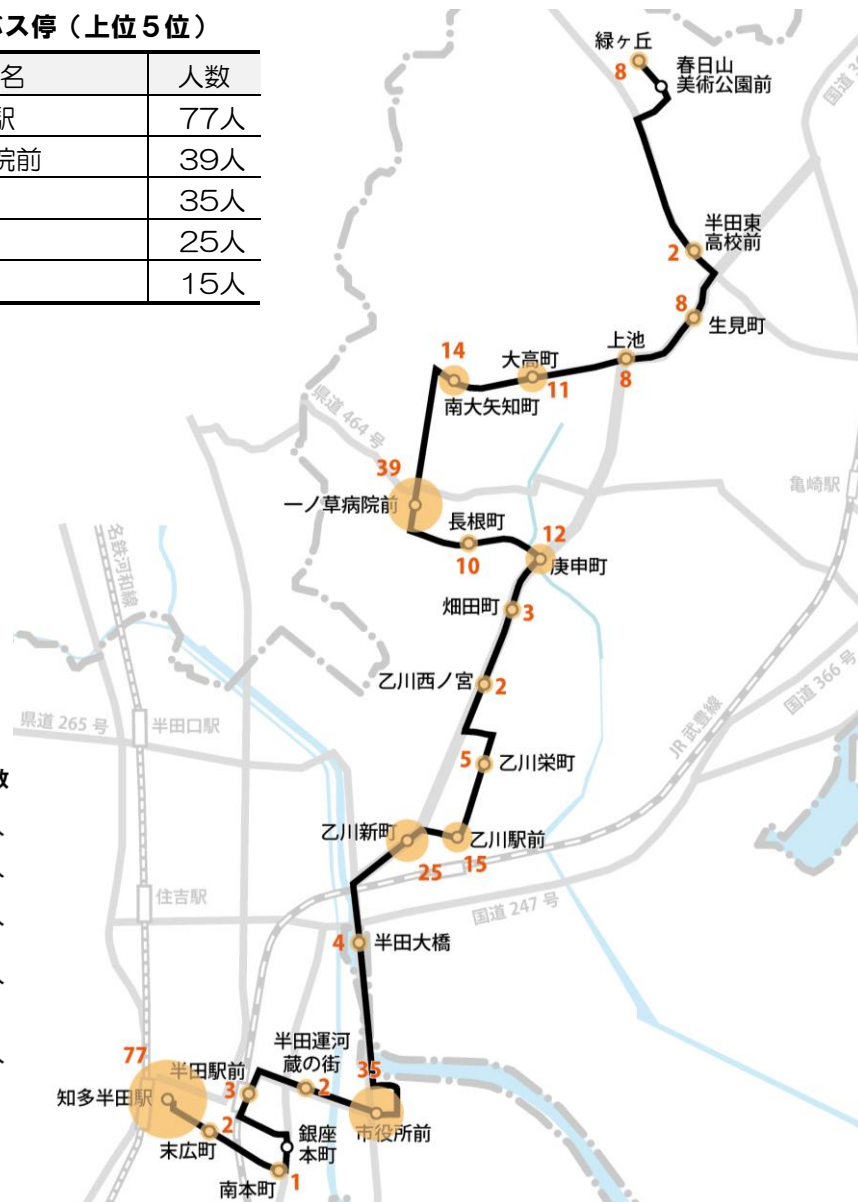 ス停（上位５位）
名 人数
駅 77人
院前 39人
35人
25人
15人
緑ヶ丘
8
春日山
美術公園前
国道 3
半田東
高校前
2
8
生見町
上池
8
14
大高町
11
南大矢知町
県道 464 号
39
一ノ草病院前
亀崎駅
長根町
10
12
庚申町
名鉄河和線
畑田町
3
乙川西ノ宮
2
国道 366 号
県道 265 号
半田口駅
JR 武豊線
5
乙川栄町
数
乙川新町
乙川駅前
25
15
住吉駅
国道 247 号
4
半田大橋
半田運河
蔵の街
77
半田駅前
35
3
2
知多半田駅
市役所前
2
末広町
銀座
本町
南本町
1